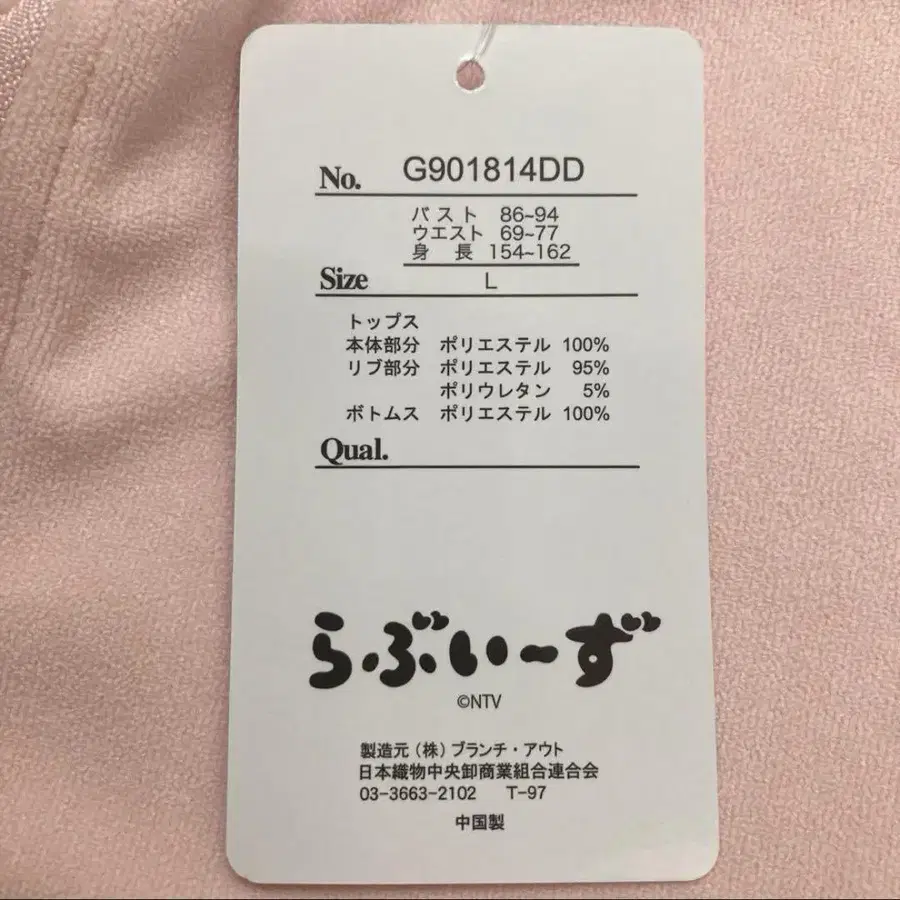 No. G901814DD
バスト 86~94
ウエスト 69~77
身長 154~162
Size L
トップス
本体部分 ポリエステル 100%
リブ部分 ポリエステル 95%
ポリウレタン 5%
ボトムス ポリエステル 100%
Qual.
らぶいーず
©NTV
製造元(株)ブランチ・アウト
日本織物中央卸商業組合連合会
03-3663-2102 T-97
中国製